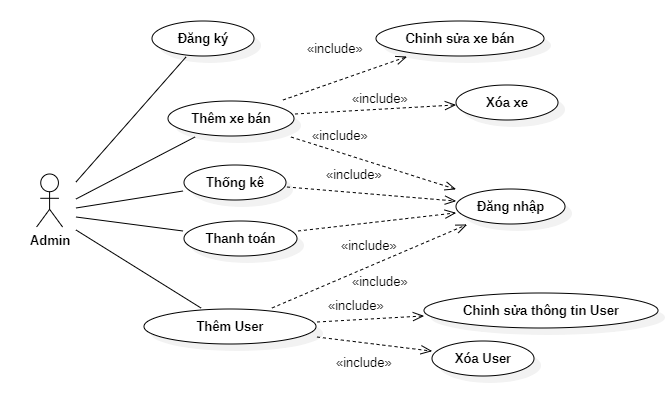 Đăng ký
«include»
Chỉnh sửa xe bán
Thêm xe bán
«include»
Xóa xe
«include»
Thống kê
«include»
Đăng nhập
Admin
Thanh toán
«include»
«include»
Thêm User
«include»
Chỉnh sửa thông tin User
«include»
Xóa User